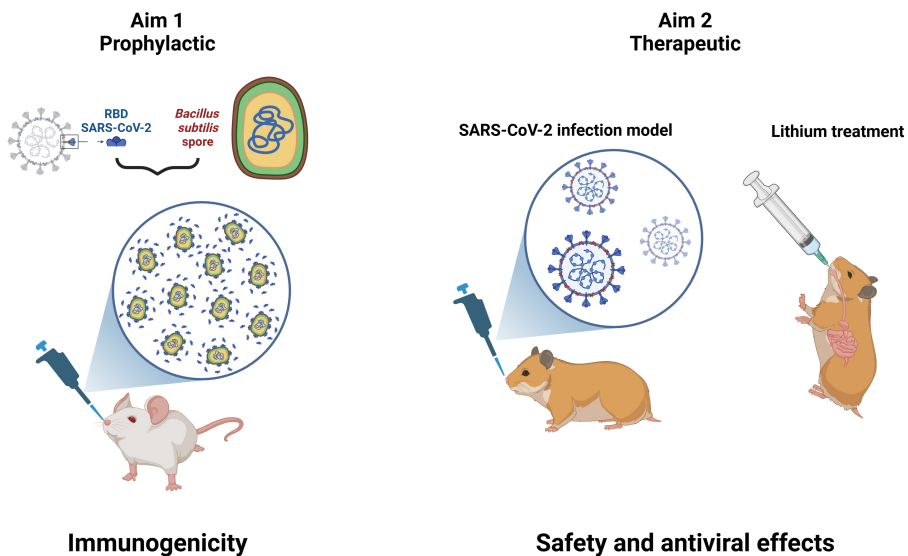 Aim 1
Prophylactic
RBD
SARS-CoV-2
Bacillus
subtilis
spore
Immunogenicity
Aim 2
Therapeutic
SARS-CoV-2 infection model
Lithium treatment
Safety and antiviral effects